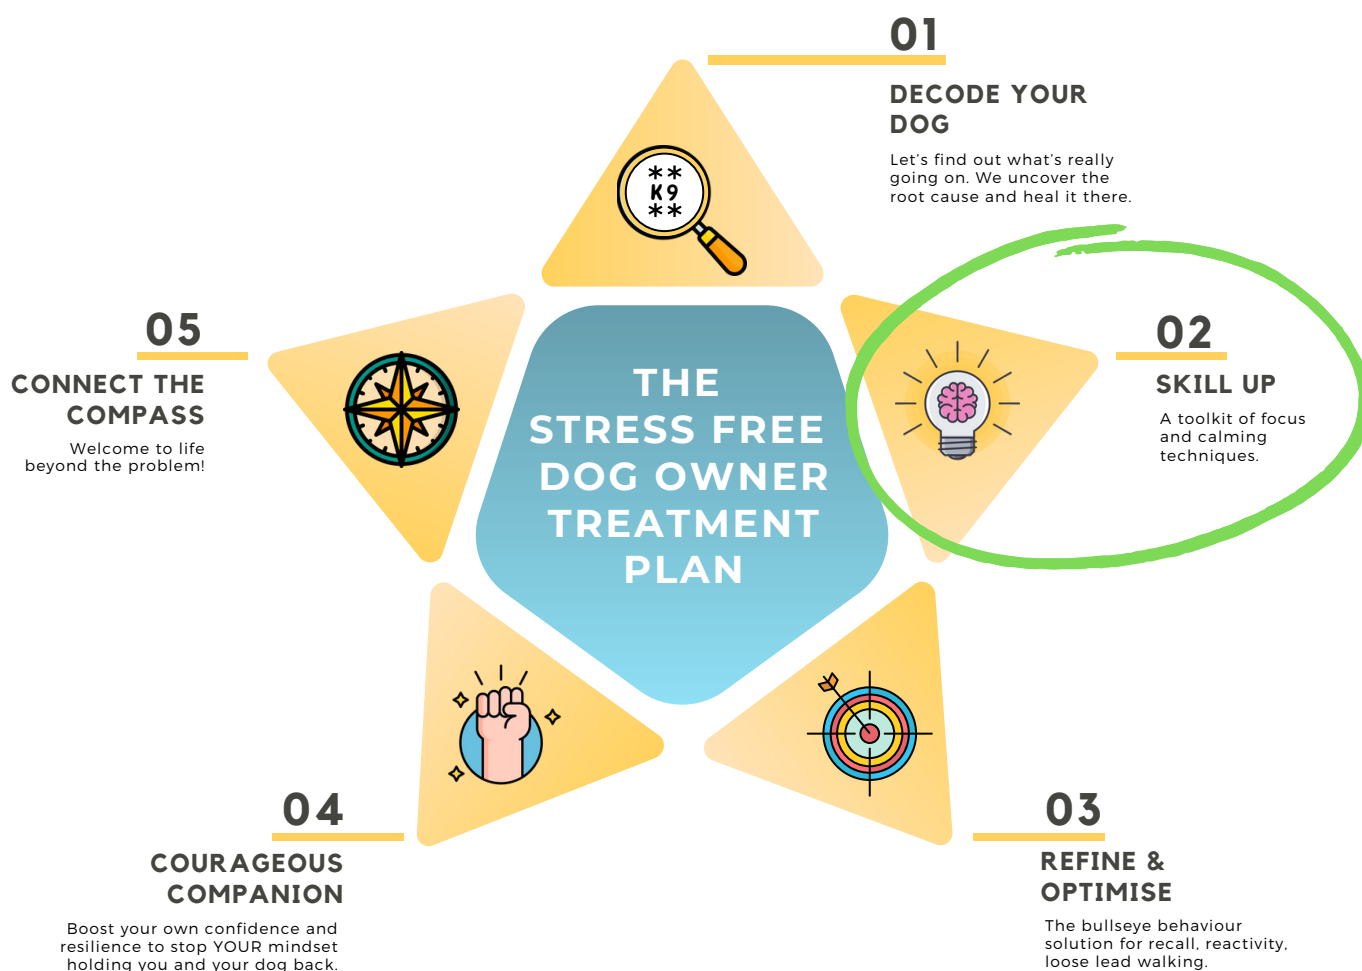 01
DECODE YOUR
DOG
Let's find out what's really
going on. We uncover the
root cause and heal it there.
**
K9
**
02
SKILL UP
A toolkit of focus
and calming
techniques.
03
REFINE &
OPTIMISE
The bullseye behaviour
solution for recall, reactivity,
loose lead walking.
04
COURAGEOUS
COMPANION
Boost your own confidence and
resilience to stop YOUR mindset
holding you and your dog back.
05
CONNECT THE
COMPASS
Welcome to life
beyond the problem!
THE
STRESS FREE
DOG OWNER
TREATMENT
PLAN